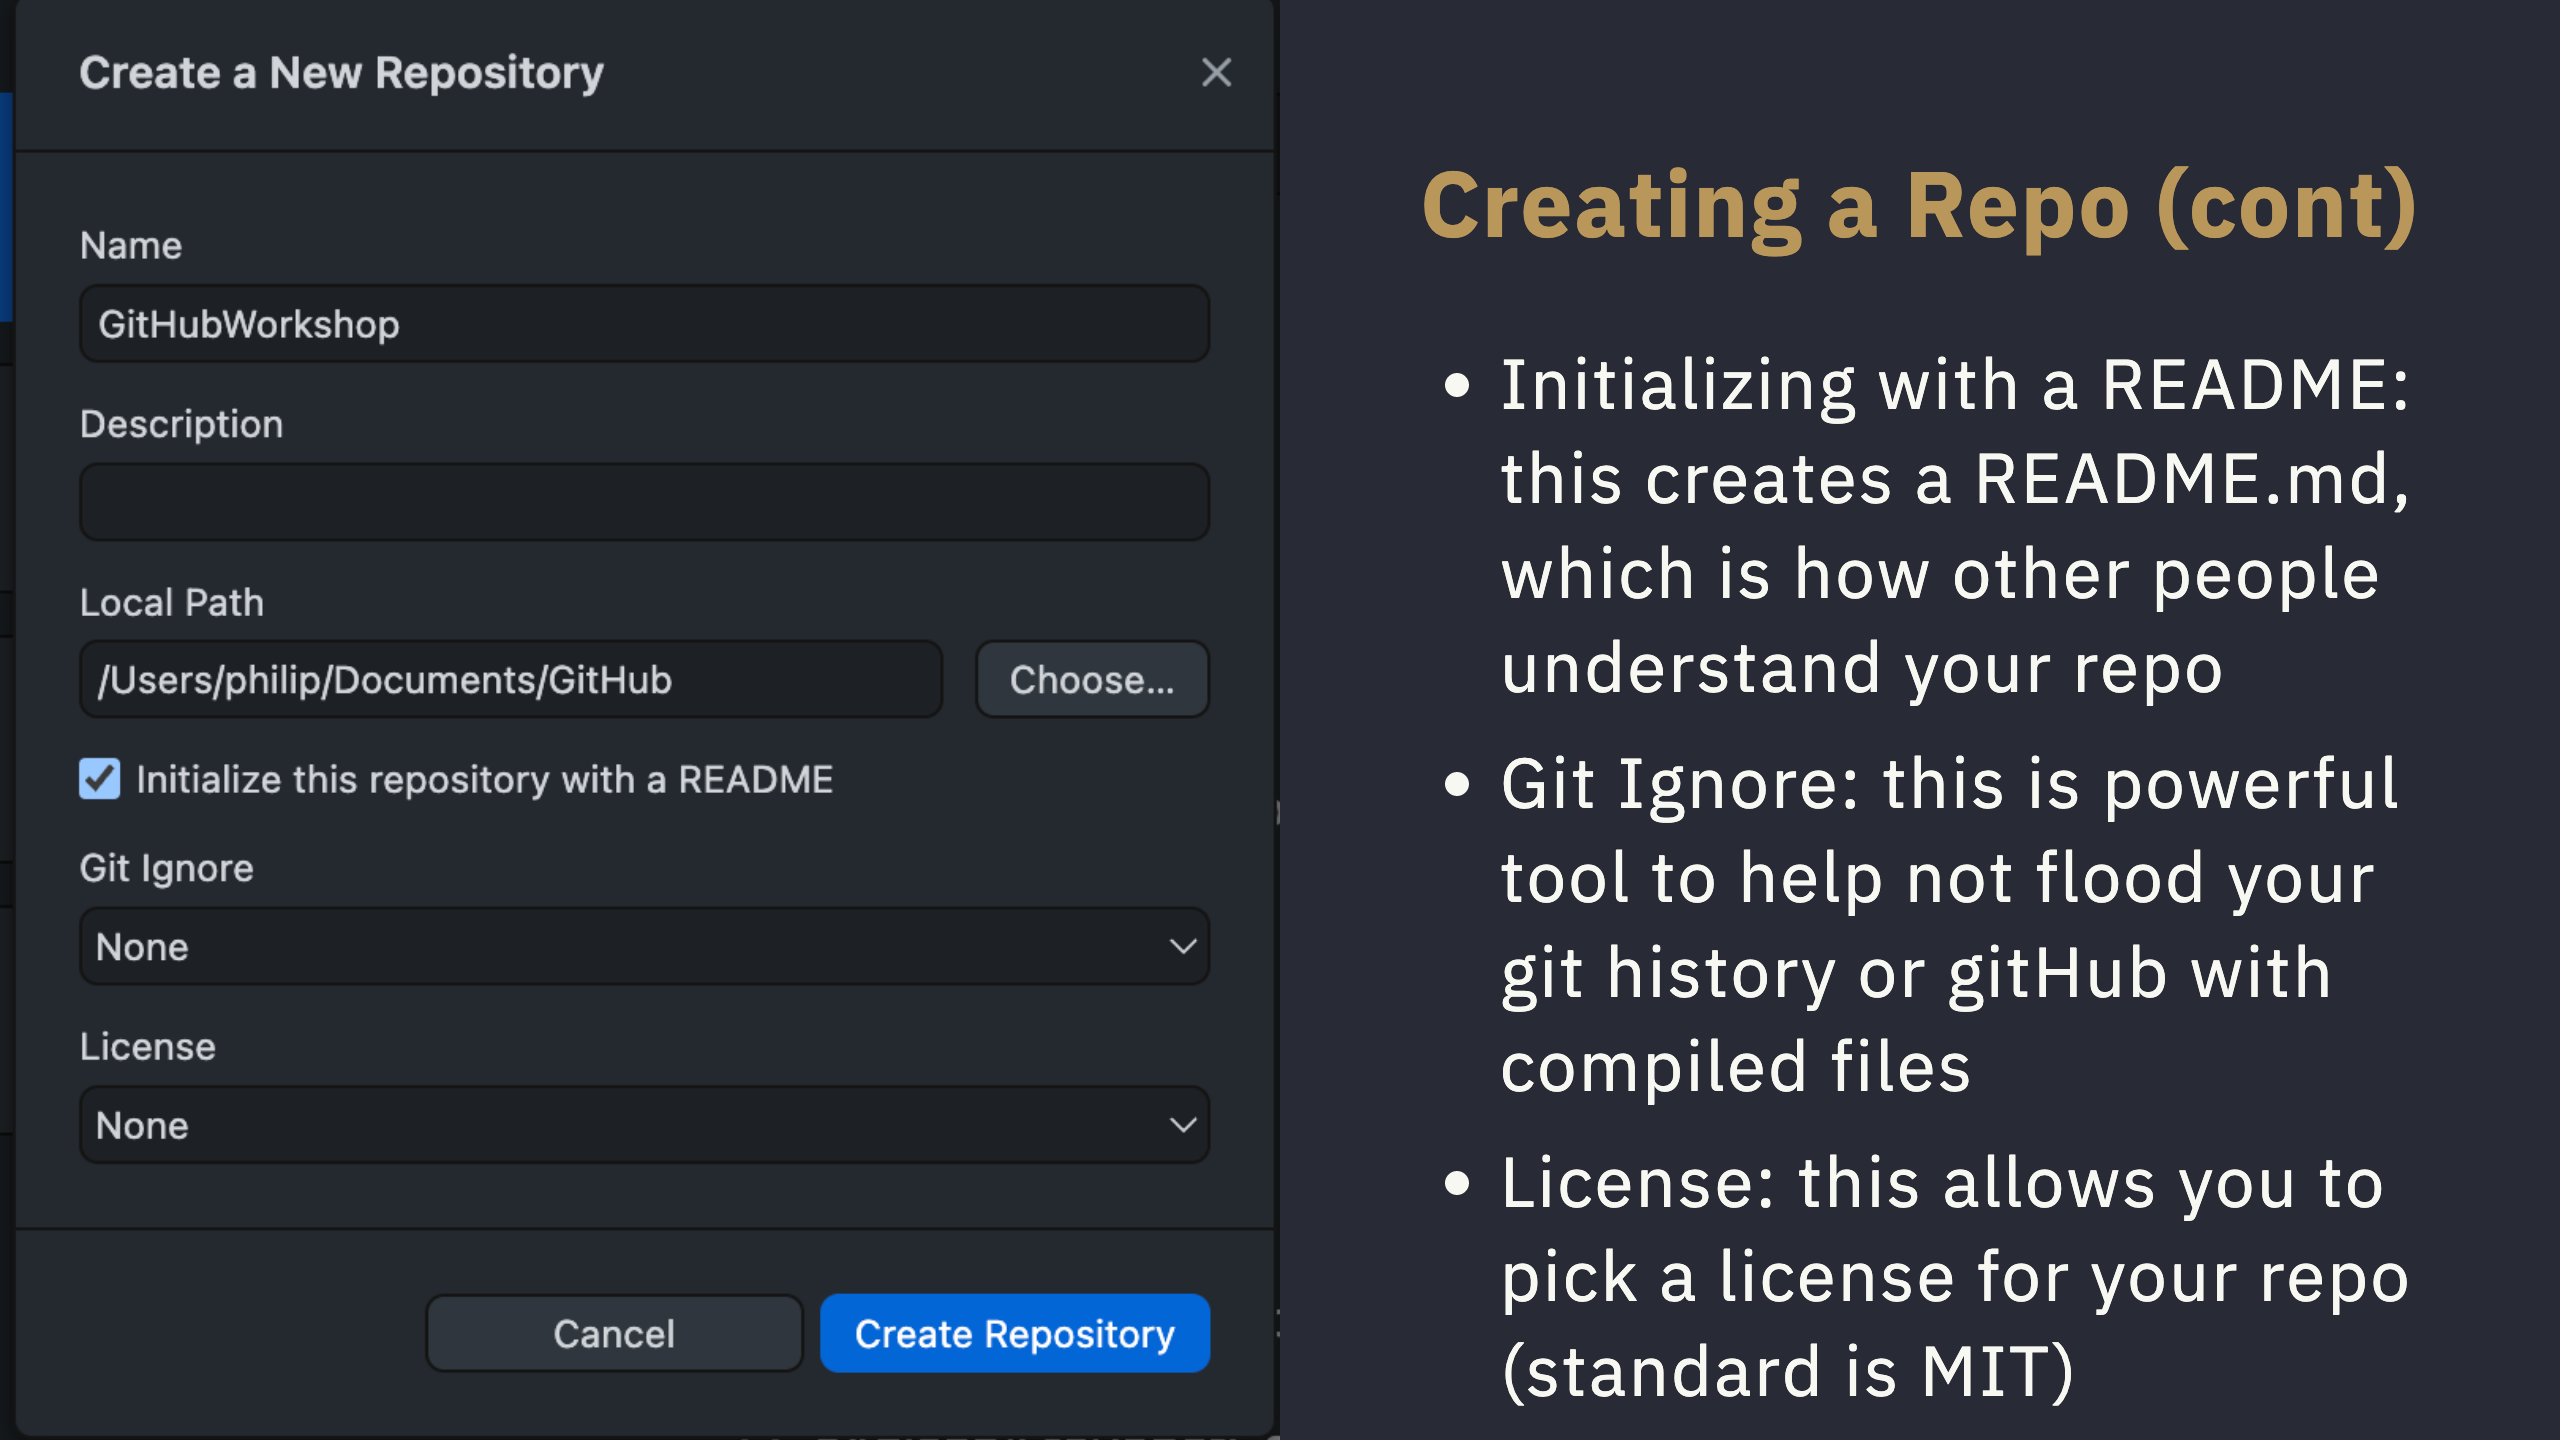 Create a New Repository
Name
GitHubWorkshop
Description
Local Path
/Users/philip/Documents/GitHub
Choose...
Initialize this repository with a README
Git Ignore
None
License
None
Cancel
Create Repository
Creating a Repo (cont)
• Initializing with a README:
this creates a README.md,
which is how other people
understand your repo
• Git Ignore: this is powerful
tool to help not flood your
git history or gitHub with
compiled files
• License: this allows you to
pick a license for your repo
(standard is MIT)